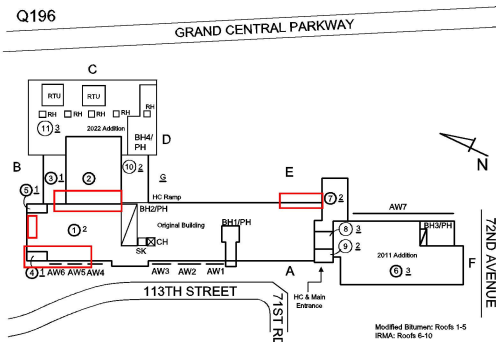 Q196
GRAND CENTRAL PARKWAY
C
RTU
RTU
RH
RH
RH
RH
RH
11 3
2022 Addition
BH4/
PH
D
N
B
3 1
2
10 2
G
E
5 1
HC Ramp
7 2
AW7
BH2/PH
1 2
Original Building
BH1/PH
8 3
BH3/PH
CH
SK
9 2
2011 Addition
F
72ND AVENUE
4 1
AW6 AW5 AW4
AW3 AW2 AW1
A
6 3
HC & Main
Entrance
113TH STREET
71ST RD
Modified Bitumen: Roofs 1-5
IRMA: Roofs 6-10